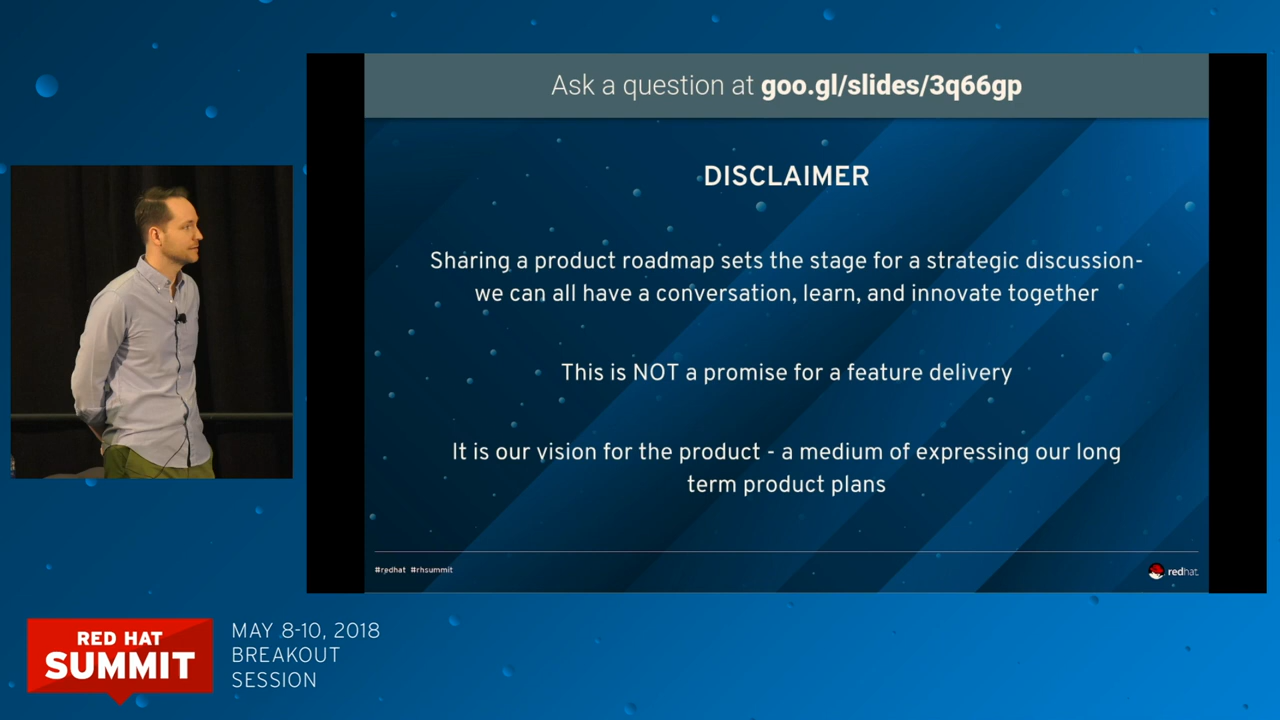 Ask a question at goo.gl/slides/3q66gp
DISCLAIMER
Sharing a product roadmap sets the stage for a strategic discussion-
we can all have a conversation, learn, and innovate together
This is NOT a promise for a feature delivery
It is our vision for the product - a medium of expressing our long
term product plans
#redhat #rhsummit
redhat.
RED HAT
SUMMIT
MAY 8-10, 2018
BREAKOUT
SESSION